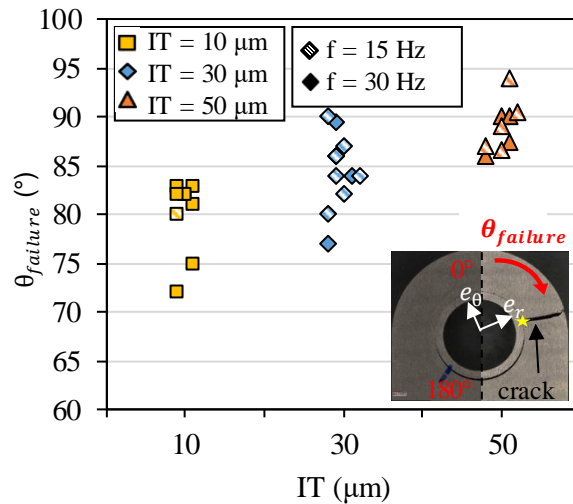 100
95
90
85
80
75
70
65
60
θfailure (°)
IT = 10 μm
IT = 30 μm
IT = 50 μm
f = 15 Hz
f = 30 Hz
θfailure
0°
eθ
er
180°
crack
10
30
50
IT (μm)